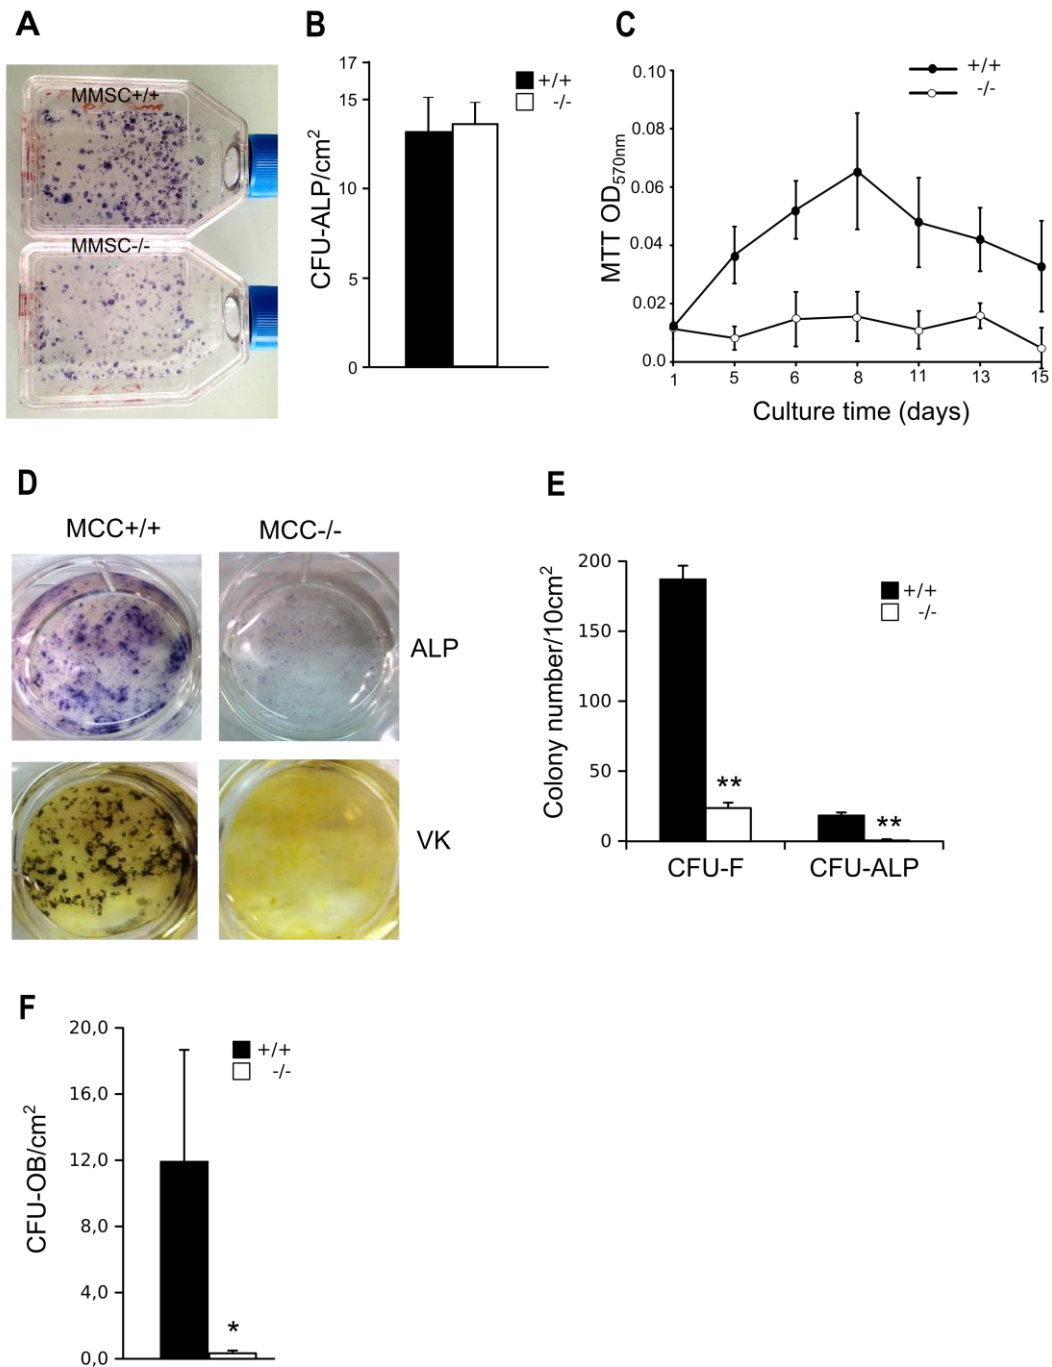 A
MMSC+/+
MMSC-/-
B
CFU-ALP/cm²
17
15
10
5
0
+/+
-/-
C
MTT OD570nm
0.10
0.08
0.06
0.04
0.02
0.0
+/+
-/-
1 5 6 8 11 13 15
Culture time (days)
D
MCC+/+ MCC-/-
ALP
VK
E
Colony number/10cm²
200
150
100
50
0
+/+
-/-
**
**
CFU-F CFU-ALP
F
CFU-OB/cm²
20,0
16,0
12,0
8,0
4,0
0,0
+/+
-/-
*